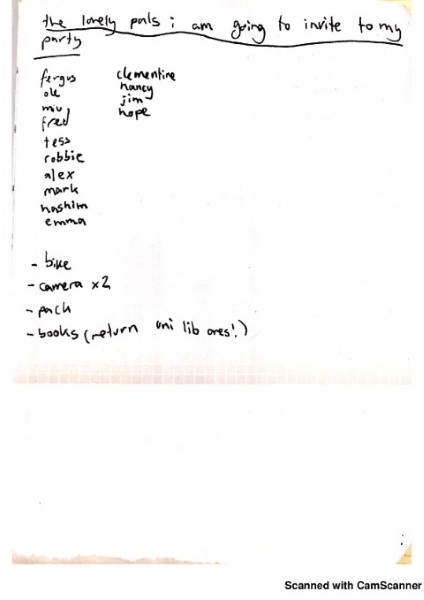 the lonely pals i am going to invite to my
party
fergus
ole
miu
fred
tess
robbie
alex
mark
hashim
emma
clementine
nancy
jim
hope
- bike
- camera x2
- pack
- books (return uni lib ones!)
Scanned with CamScanner